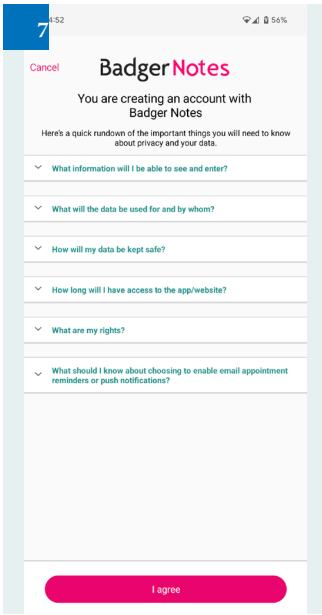 7
4:52
56%
Cancel
BadgerNotes
You are creating an account with
Badger Notes
Here's a quick rundown of the important things you will need to know
about privacy and your data.
What information will I be able to see and enter?
What will the data be used for and by whom?
How will my data be kept safe?
How long will I have access to the app/website?
What are my rights?
What should I know about choosing to enable email appointment
reminders or push notifications?
I agree